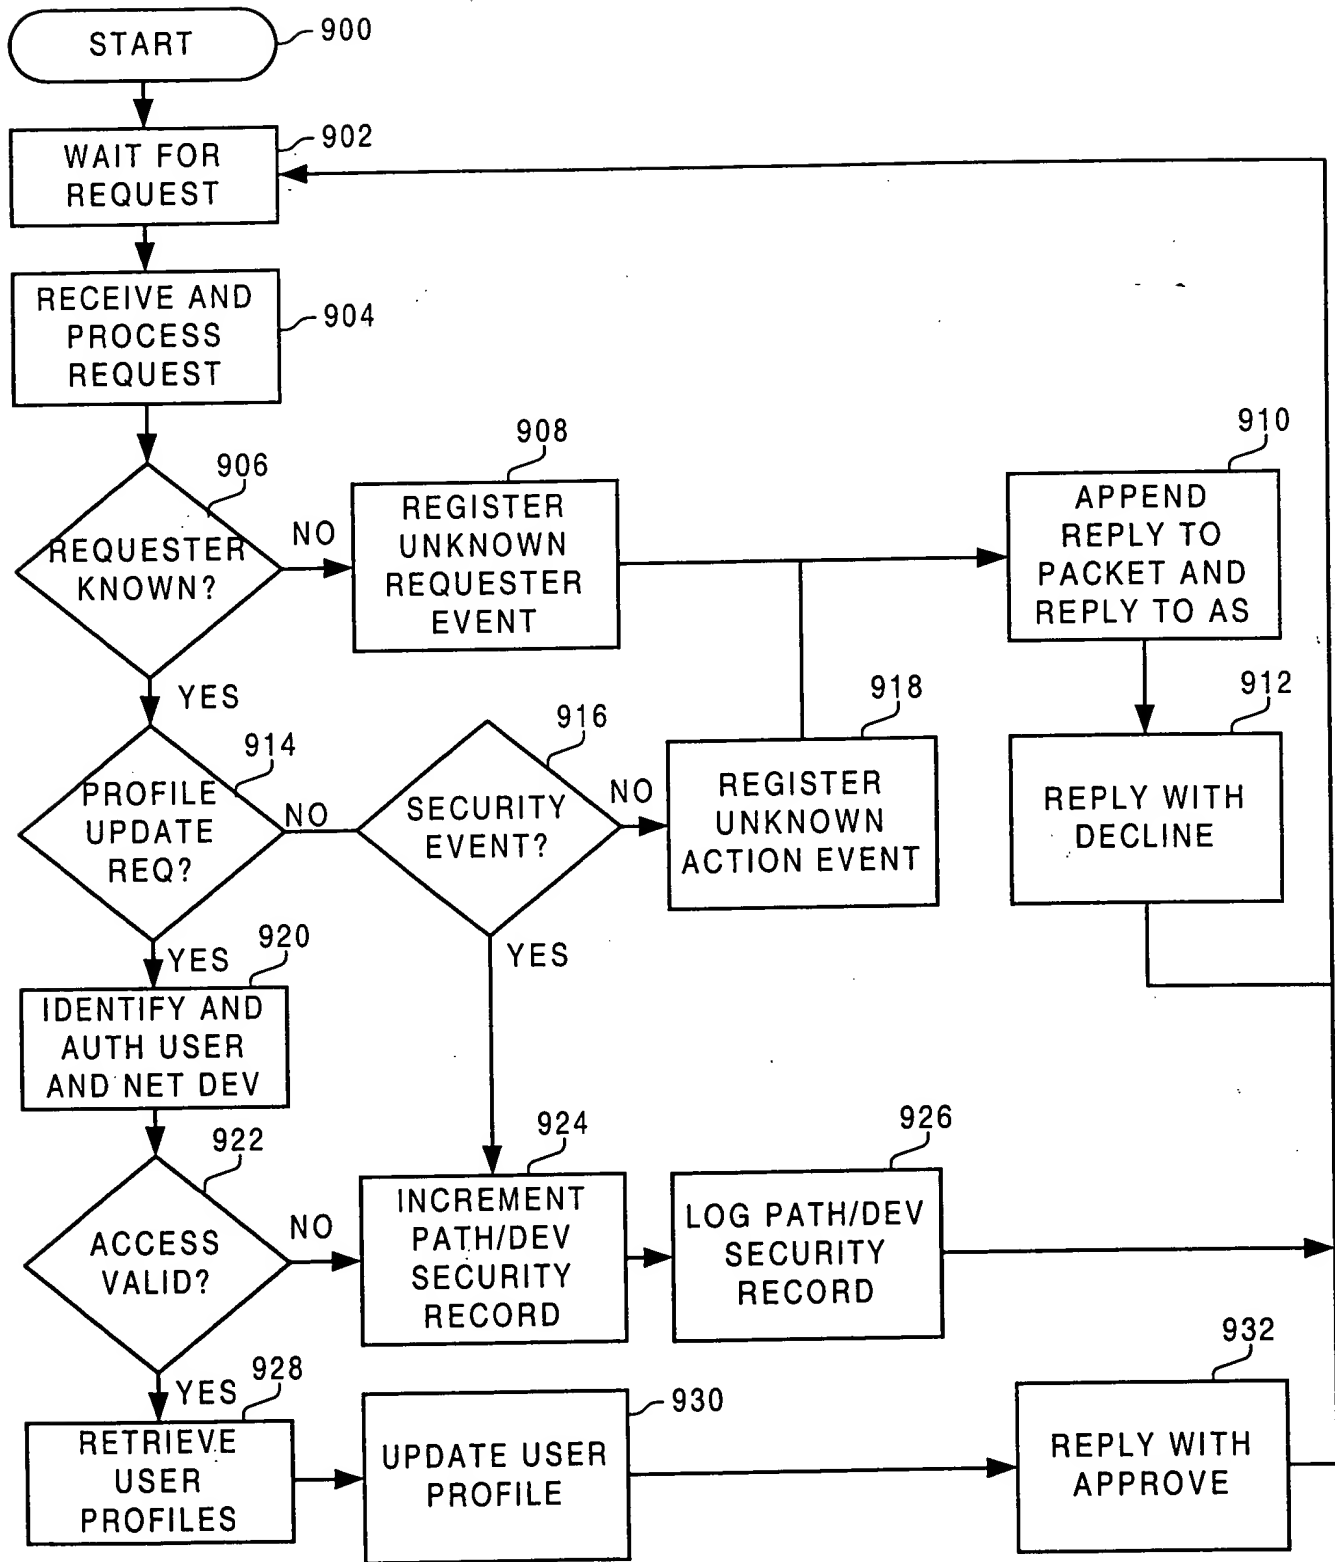 START
900
WAIT FOR
REQUEST
902
RECEIVE AND
PROCESS
REQUEST
904
906
REQUESTER
KNOWN?
NO
YES
908
REGISTER
UNKNOWN
REQUESTER
EVENT
910
APPEND
REPLY TO
PACKET AND
REPLY TO AS
912
REPLY WITH
DECLINE
914
PROFILE
UPDATE
REQ?
NO
YES
916
SECURITY
EVENT?
NO
YES
918
REGISTER
UNKNOWN
ACTION EVENT
920
IDENTIFY AND
AUTH USER
AND NET DEV
922
ACCESS
VALID?
NO
YES
924
INCREMENT
PATH/DEV
SECURITY
RECORD
926
LOG PATH/DEV
SECURITY
RECORD
928
RETRIEVE
USER
PROFILES
930
UPDATE USER
PROFILE
932
REPLY WITH
APPROVE